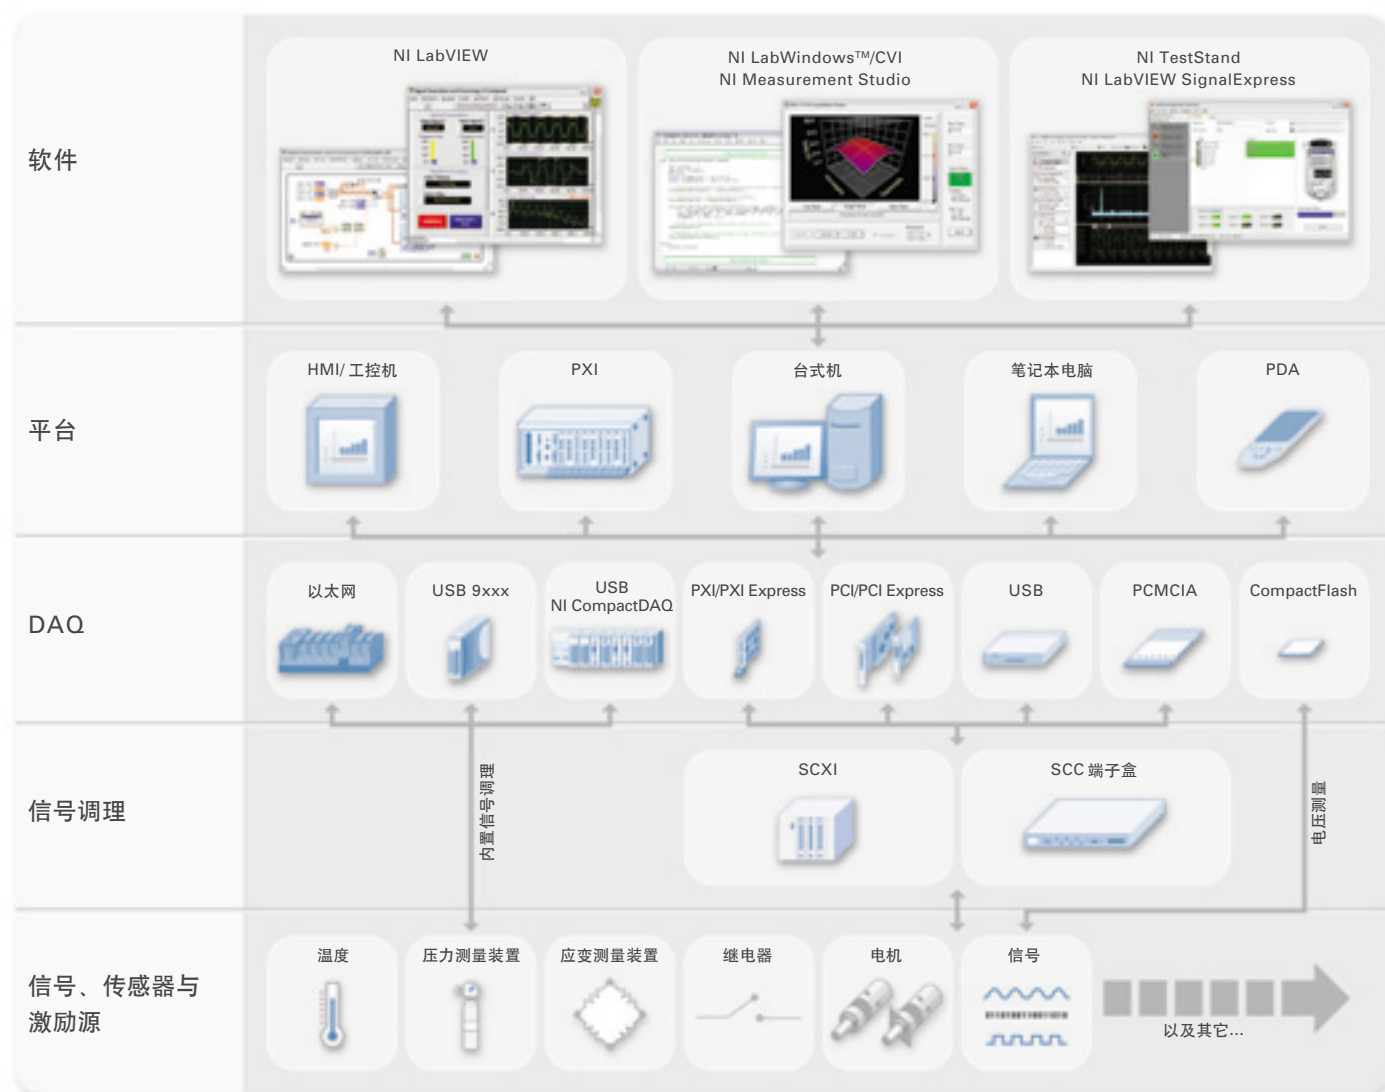 NI LabVIEW
NI LabWindows™/CVI
NI Measurement Studio
NI TestStand
NI LabVIEW SignalExpress
软件
HMI/ 工控机
PXI
台式机
笔记本电脑
PDA
平台
以太网
USB 9xxx
USB
NI CompactDAQ
PXI/PXI Express
PCI/PCI Express
USB
PCMCIA
CompactFlash
DAQ
内置信号调理
SCXI
SCC 端子盒
电压测量
信号调理
温度
压力测量装置
应变测量装置
继电器
电机
信号
信号、传感器与
激励源
以及其它...